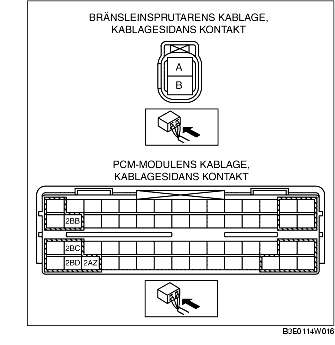 BRÄNSLEINSPRUTARENS KABLAGE,
KABLAGESIDANS KONTAKT
A
B
PCM-MODULENS KABLAGE,
KABLAGESIDANS KONTAKT
2BB
2BC
2BD 2AZ
B3E0114W016